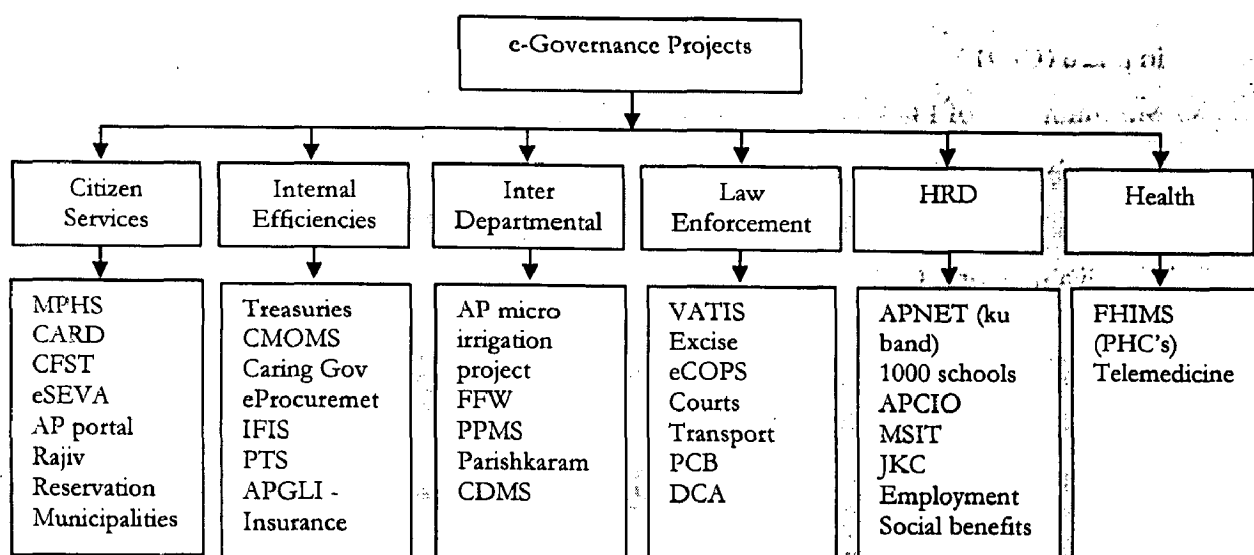 e-Governance Projects
Citizen
Services
Internal
Efficiencies
Inter
Departmental
Law
Enforcement
HRD
Health
MPHS
CARD
CFST
eSEVA
AP portal
Rajiv
Reservation
Municipalities
Treasuries
CMOMS
Caring Gov
eProcuremet
IFIS
PTS
APGLI -
Insurance
AP micro
irrigation
project
FFW
PPMS
Parishkaram
CDMS
VATIS
Excise
eCOPS
Courts
Transport
PCB
DCA
APNET (ku
band)
1000 schools
APCIO
MSIT
JKC
Employment
Social benefits
FHIMS
(PHC's)
Telemedicine